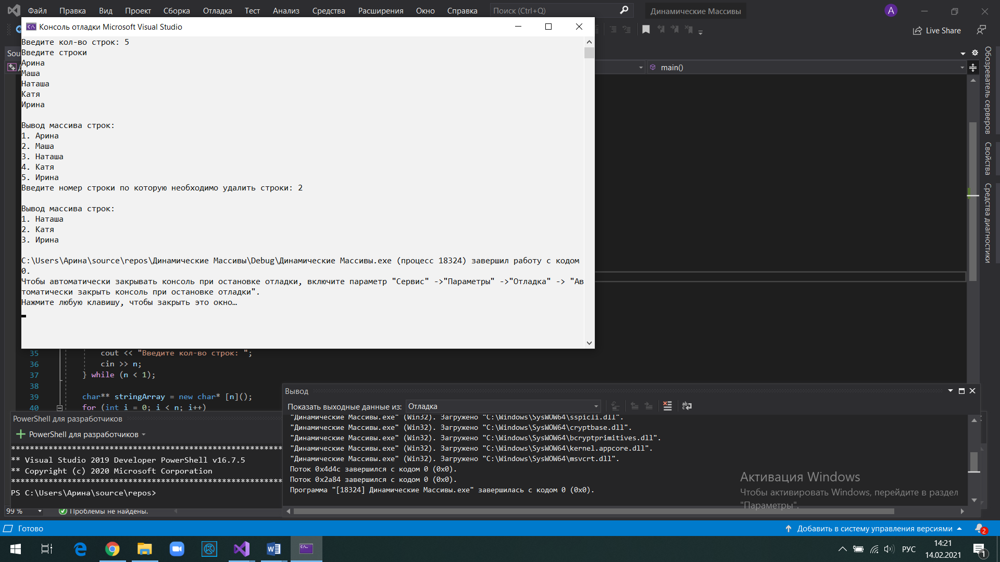 Файл Правка Вид Проект Сборка Отладка Тест Анализ Средства Расширения Окно Справка Поиск (Ctrl+Q) Динамические Массивы A
Консоль отладки Microsoft Visual Studio
Live Share
Введите кол-во строк: 5
Введите строки
Арина
Маша
Наташа
Катя
Ирина
Вывод массива строк:
1. Арина
2. Маша
3. Наташа
4. Катя
5. Ирина
Введите номер строки по которую необходимо удалить строки: 2
Вывод массива строк:
1. Наташа
2. Катя
3. Ирина
C:\Users\Арина\source\repos\Динамические Массивы\Debug\Динамические Массивы.exe (процесс 18324) завершил работу с кодом
0.
Чтобы автоматически закрывать консоль при остановке отладки, включите параметр "Сервис" ->"Параметры" ->"Отладка" -> "Ав
томатически закрыть консоль при остановке отладки".
Нажмите любую клавишу, чтобы закрыть это окно…
Sou
main()
Обозреватель серверов
Свойства
Средства диагностики
35 cout << "Введите кол-во строк: ";
36 cin >> n;
37 } while (n < 1);
38
39 char** stringArray = new char* [n]();
40 for (int i = 0; i < n; i++)
PowerShell для разработчиков
PowerShell для разработчиков
**********************************************************
** Visual Studio 2019 Developer PowerShell v16.7.5
** Copyright (c) 2020 Microsoft Corporation
**********************************************************
PS C:\Users\Арина\source\repos>
99 % Проблемы не найдены.
Вывод
Показать выходные данные из: Отладка
"Динамические Массивы.exe" (Win32). Загружено "C:\Windows\SysWOW64\sspicli.dll".
"Динамические Массивы.exe" (Win32). Загружено "C:\Windows\SysWOW64\cryptbase.dll".
"Динамические Массивы.exe" (Win32). Загружено "C:\Windows\SysWOW64\bcryptprimitives.dll".
"Динамические Массивы.exe" (Win32). Загружено "C:\Windows\SysWOW64\kernel.appcore.dll".
"Динамические Массивы.exe" (Win32). Загружено "C:\Windows\SysWOW64\msvcrt.dll".
Поток 0x4d4c завершился с кодом 0 (0x0).
Поток 0x2a84 завершился с кодом 0 (0x0).
Программа "[18324] Динамические Массивы.exe" завершилась с кодом 0 (0x0).
Активация Windows
Чтобы активировать Windows, перейдите в раздел
"Параметры".
Готово Добавить в систему управления версиями 2
РУС 14:21
14.02.2021 1